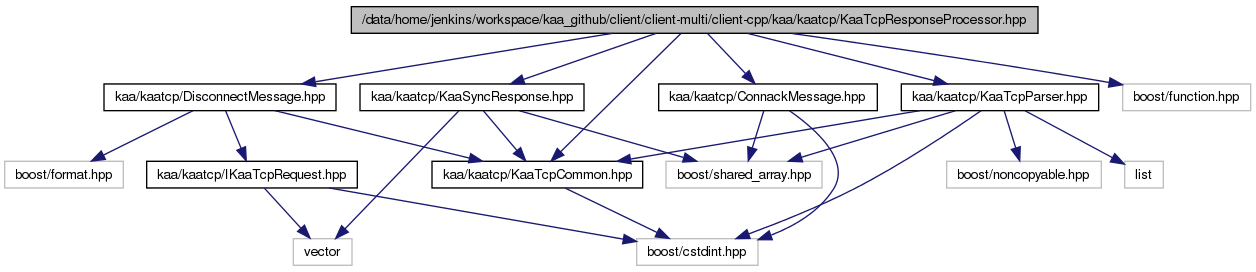 /data/home/jenkins/workspace/kaa_github/client/client-multi/client-cpp/kaa/kaatcp/KaaTcpResponseProcessor.hpp
kaa/kaatcp/DisconnectMessage.hpp
kaa/kaatcp/KaaSyncResponse.hpp
kaa/kaatcp/ConnackMessage.hpp
kaa/kaatcp/KaaTcpParser.hpp
boost/function.hpp
boost/format.hpp
kaa/kaatcp/IKaaTcpRequest.hpp
kaa/kaatcp/KaaTcpCommon.hpp
boost/shared_array.hpp
boost/noncopyable.hpp
list
vector
boost/cstdint.hpp